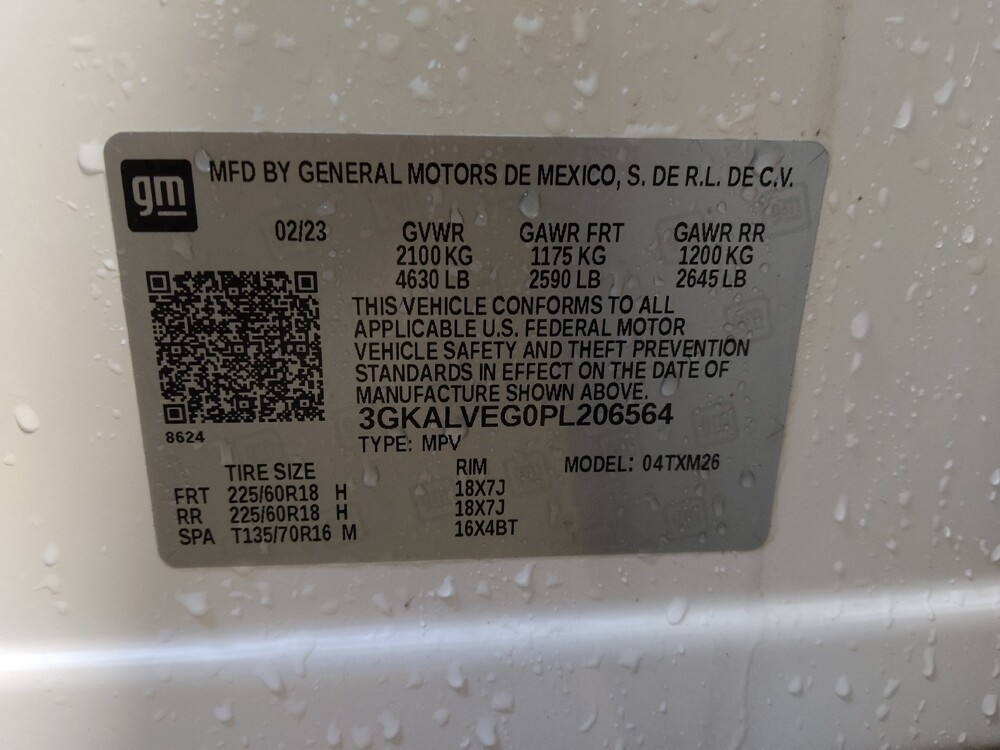 gm
MFD BY GENERAL MOTORS DE MEXICO, S. DE R.L. DE C.V.
02/23 GVWR GAWR FRT GAWR RR
2100 KG 1175 KG 1200 KG
4630 LB 2590 LB 2645 LB
THIS VEHICLE CONFORMS TO ALL
APPLICABLE U.S. FEDERAL MOTOR
VEHICLE SAFETY AND THEFT PREVENTION
STANDARDS IN EFFECT ON THE DATE OF
MANUFACTURE SHOWN ABOVE.
3GKALVEG0PL206564
8624
TYPE: MPV
TIRE SIZE RIM MODEL: 04TXM26
FRT 225/60R18 H 18X7J
RR 225/60R18 H 18X7J
SPA T135/70R16 M 16X4BT